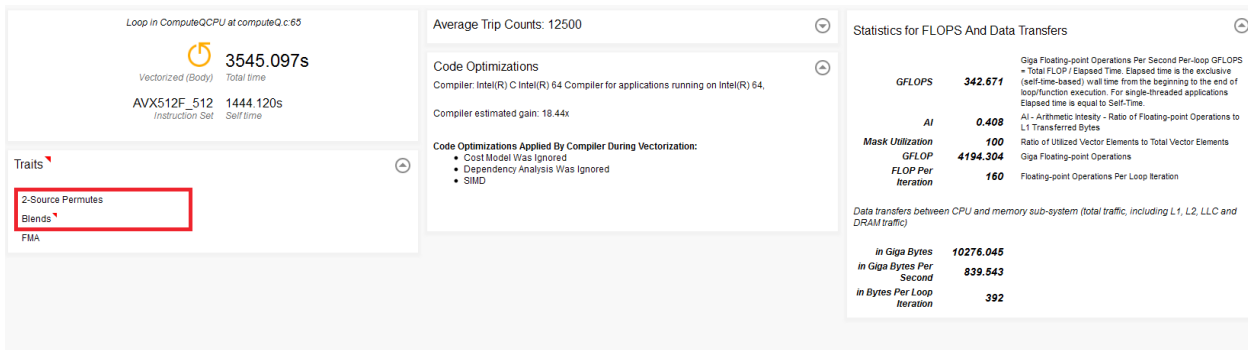 Loop in ComputeQCPU at computeQ.c:65
3545.097s
Vectorized (Body) Total time
AVX512F_512 1444.120s
Instruction Set Self time
Traits
2-Source Permutes
Blends
FMA
Average Trip Counts: 12500
Code Optimizations
Compiler: Intel(R) C Intel(R) 64 Compiler for applications running on Intel(R) 64,
Compiler estimated gain: 18.44x
Code Optimizations Applied By Compiler During Vectorization:
• Cost Model Was Ignored
• Dependency Analysis Was Ignored
• SIMD
Statistics for FLOPS And Data Transfers
Giga Floating-point Operations Per Second Per-loop GFLOPS
= Total FLOP / Elapsed Time. Elapsed time is the exclusive
GFLOPS 342.671 (self-time-based) wall time from the beginning to the end of
loop/function execution. For single-threaded applications
Elapsed time is equal to Self-Time.
AI 0.408 AI - Arithmetic Intesity - Ratio of Floating-point Operations to
L1 Transferred Bytes
Mask Utilization 100 Ratio of Utilized Vector Elements to Total Vector Elements
GFLOP 4194.304 Giga Floating-point Operations
FLOP Per
Iteration 160 Floating-point Operations Per Loop Iteration
Data transfers between CPU and memory sub-system (total traffic, including L1, L2, LLC and
DRAM traffic)
in Giga Bytes 10276.045
in Giga Bytes Per
Second 839.543
in Bytes Per Loop
Iteration 392